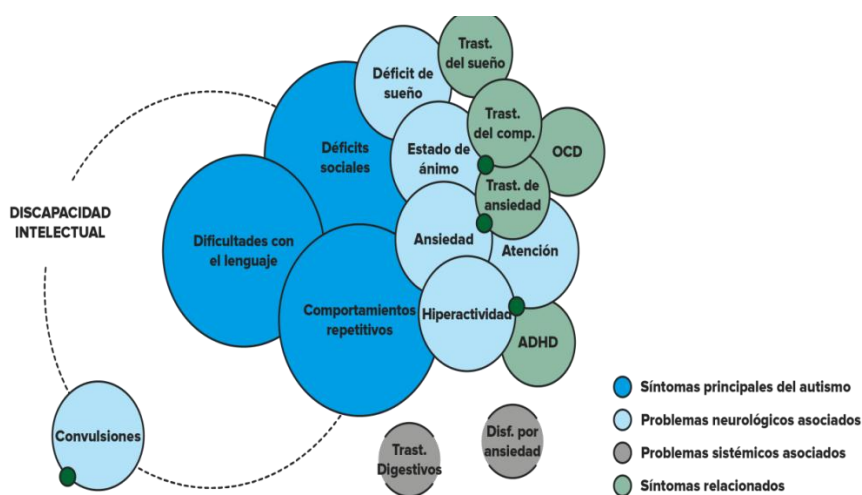 Trast.
del sueño
Déficit de
sueño
Trast.
del comp.
OCD
Déficits
sociales
Estado de
ánimo
Trast. de
ansiedad
DISCAPACIDAD
INTELECTUAL
Dificultades con
el lenguaje
Ansiedad
Atención
Comportamientos
repetitivos
Hiperactividad
ADHD
Convulsiones
Trast.
Digestivos
Disf. por
ansiedad
Síntomas principales del autismo
Problemas neurológicos asociados
Problemas sistémicos asociados
Síntomas relacionados